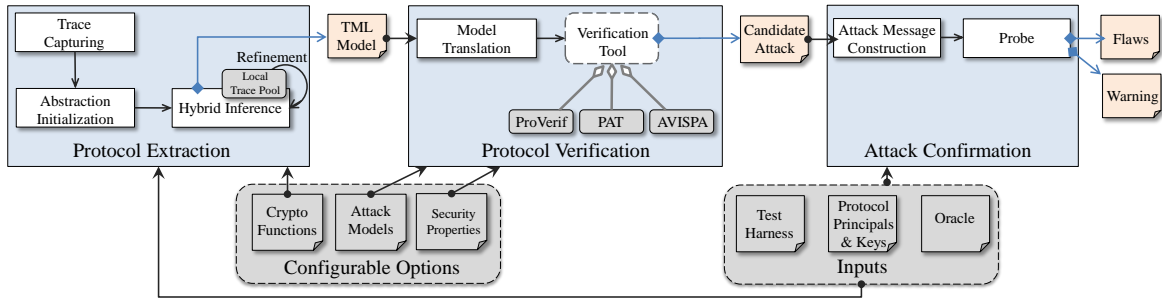 Trace
Capturing
Abstraction
Initialization
Refinement
Local
Trace Pool
Hybrid Inference
Protocol Extraction
TML
Model
Model
Translation
Verification
Tool
ProVerif
PAT
AVISPA
Protocol Verification
Candidate
Attack
Attack Message
Construction
Probe
Attack Confirmation
Flaws
Warning
Crypto
Functions
Attack
Models
Security
Properties
Configurable Options
Test
Harness
Protocol
Principals
& Keys
Oracle
Inputs